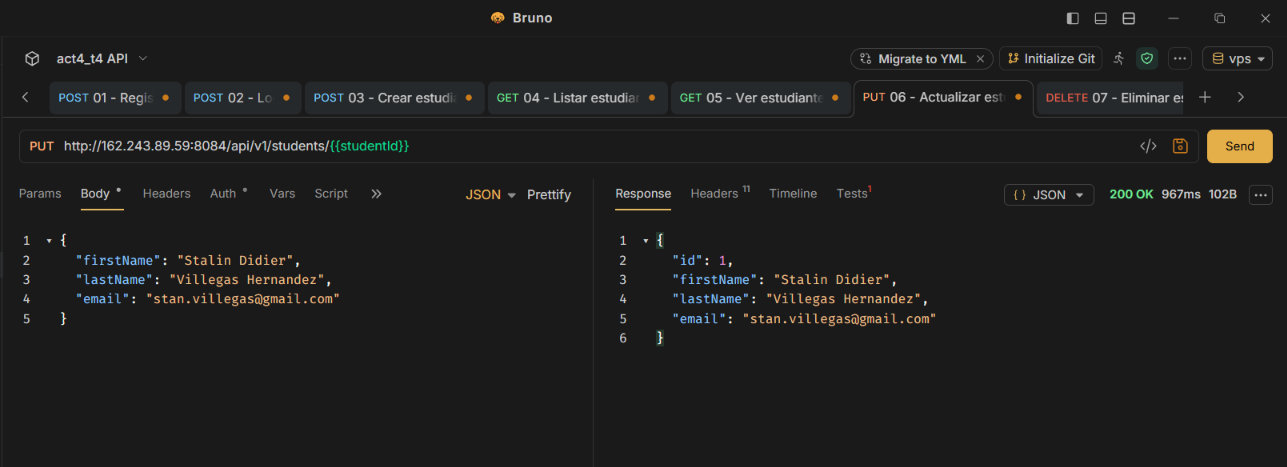 Bruno
act4_t4 API
Migrate to YML
Initialize Git
vps
POST 01 - Regis
POST 02 - Lo
POST 03 - Crear estudia
GET 04 - Listar estudiar
GET 05 - Ver estudiante
PUT 06 - Actualizar est
DELETE 07 - Eliminar es
PUT http://162.243.89.59:8084/api/v1/students/{{studentId}}
Send
Params Body Headers Auth Vars Script JSON Prettify
Response Headers 11 Timeline Tests 1 { } JSON 200 OK 967ms 102B
1 {
2 "firstName": "Stalin Didier",
3 "lastName": "Villegas Hernandez",
4 "email": "stan.villegas@gmail.com"
5 }
1 {
2 "id": 1,
3 "firstName": "Stalin Didier",
4 "lastName": "Villegas Hernandez",
5 "email": "stan.villegas@gmail.com"
6 }